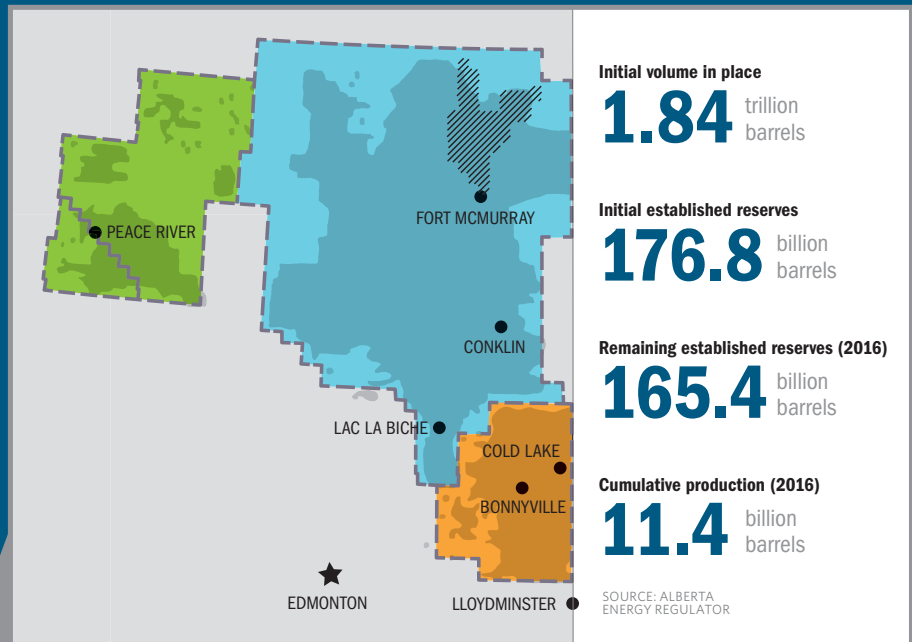 PEACE RIVER
FORT MCMURRAY
CONKLIN
LAC LA BICHE
COLD LAKE
BONNYVILLE
EDMONTON
LLOYDMINSTER
Initial volume in place
1.84 trillion
barrels
Initial established reserves
176.8 billion
barrels
Remaining established reserves (2016)
165.4 billion
barrels
Cumulative production (2016)
11.4 billion
barrels
SOURCE: ALBERTA
ENERGY REGULATOR